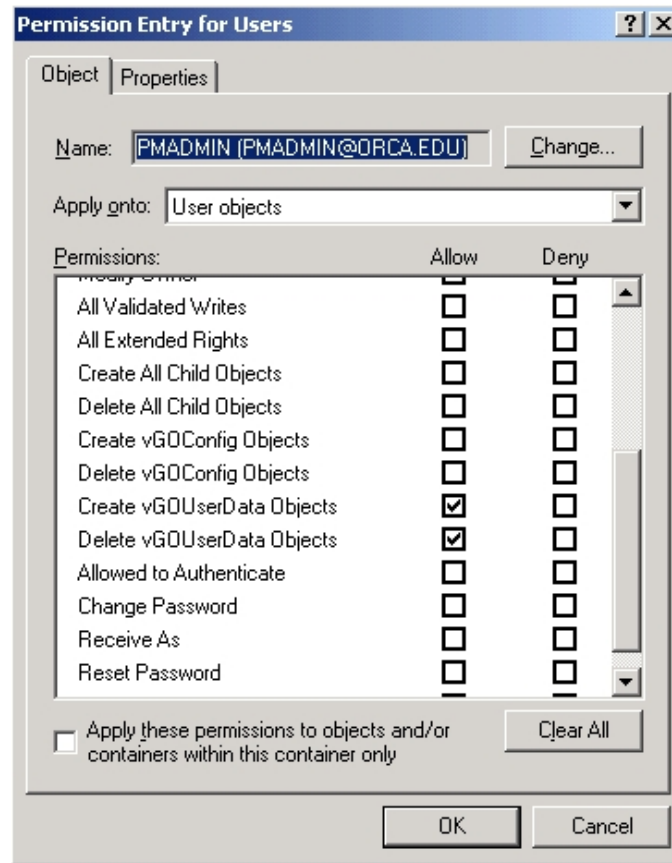 Permission Entry for Users
Object Properties
Name: PMADMIN (PMADMIN@ORCA.EDU) Change...
Apply onto: User objects
Permissions: Allow Deny
Modify Owner
All Validated Writes
All Extended Rights
Create All Child Objects
Delete All Child Objects
Create vGOConfig Objects
Delete vGOConfig Objects
Create vGOUserData Objects
Delete vGOUserData Objects
Allowed to Authenticate
Change Password
Receive As
Reset Password
Apply these permissions to objects and/or
containers within this container only
Clear All
OK Cancel